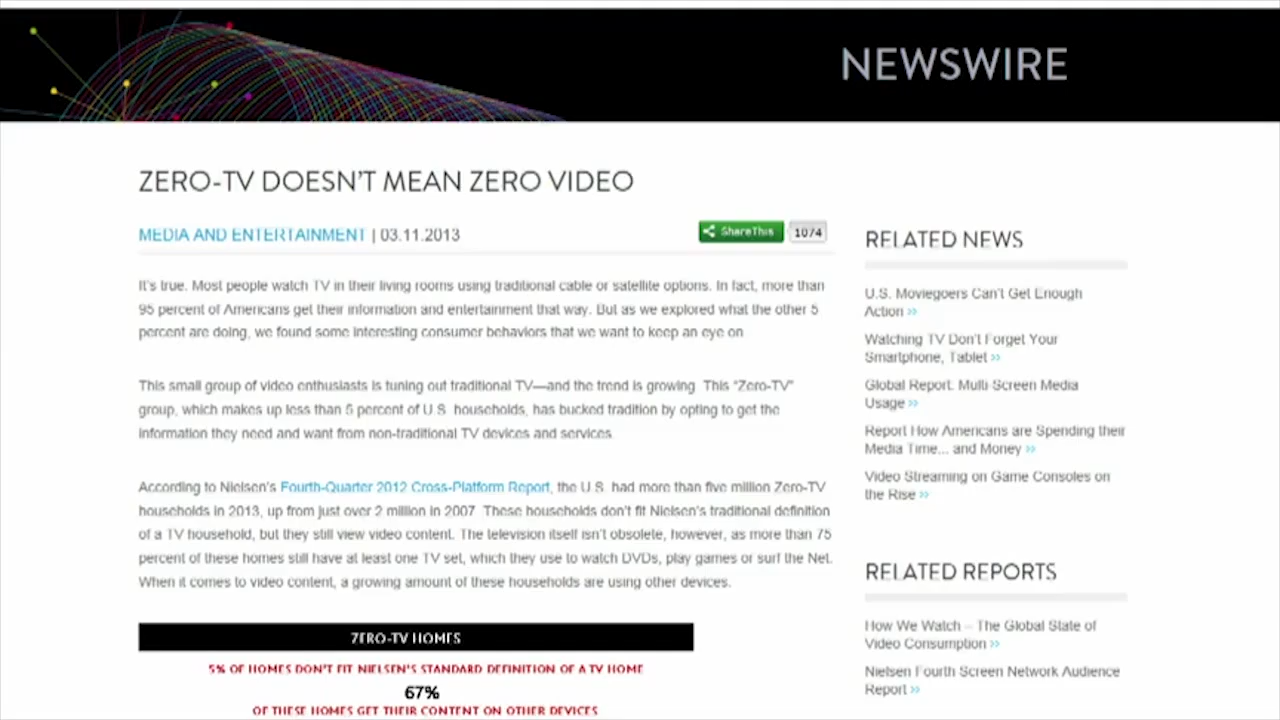 NEWSWIRE
ZERO-TV DOESN'T MEAN ZERO VIDEO
MEDIA AND ENTERTAINMENT | 03.11.2013
ShareThis 1074
It's true. Most people watch TV in their living rooms using traditional cable or satellite options. In fact, more than
95 percent of Americans get their information and entertainment that way. But as we explored what the other 5
percent are doing, we found some interesting consumer behaviors that we want to keep an eye on.
This small group of video enthusiasts is tuning out traditional TV—and the trend is growing. This "Zero-TV"
group, which makes up less than 5 percent of U.S. households, has bucked tradition by opting to get the
information they need and want from non-traditional TV devices and services.
According to Nielsen's Fourth-Quarter 2012 Cross-Platform Report, the U.S. had more than five million Zero-TV
households in 2013, up from just over 2 million in 2007. These households don't fit Nielsen's traditional definition
of a TV household, but they still view video content. The television itself isn't obsolete, however, as more than 75
percent of these homes still have at least one TV set, which they use to watch DVDs, play games or surf the Net.
When it comes to video content, a growing amount of these households are using other devices.
ZERO-TV HOMES
5% OF HOMES DON'T FIT NIELSEN'S STANDARD DEFINITION OF A TV HOME
67%
OF THESE HOMES GET THEIR CONTENT ON OTHER DEVICES
RELATED NEWS
U.S. Moviegoers Can't Get Enough
Action »
Watching TV Don't Forget Your
Smartphone, Tablet »
Global Report: Multi-Screen Media
Usage »
Report How Americans are Spending their
Media Time... and Money »
Video Streaming on Game Consoles on
the Rise »
RELATED REPORTS
How We Watch – The Global State of
Video Consumption »
Nielsen Fourth Screen Network Audience
Report »